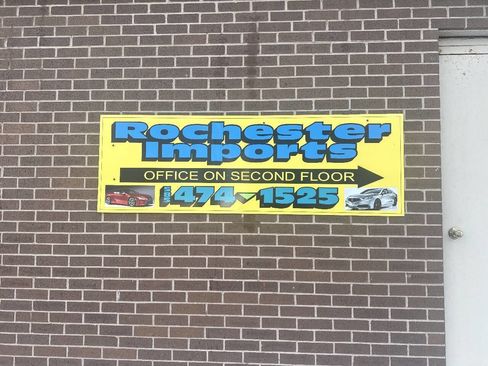 Rochester
Imports
OFFICE ON SECOND FLOOR
474-1525